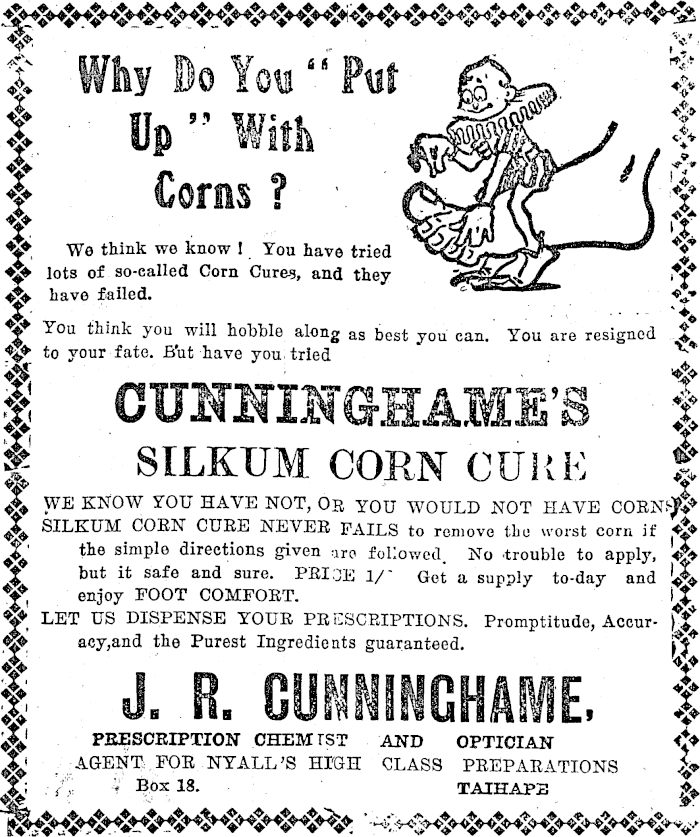 Why Do You "Put
Up" With
Corns ?
We think we know ! You have tried
lots of so-called Corn Cures, and they
have failed.
You think you will hobble along as best you can. You are resigned
to your fate. But have you tried
CUNNINGHAME'S
SILKUM CORN CURE
WE KNOW YOU HAVE NOT, OR YOU WOULD NOT HAVE CORNS
SILKUM CORN CURE NEVER FAILS to remove the worst corn if
the simple directions given are followed. No trouble to apply,
but it safe and sure. PRICE 1/- Get a supply to-day and
enjoy FOOT COMFORT.
LET US DISPENSE YOUR PRESCRIPTIONS. Promptitude, Accur-
acy,and the Purest Ingredients guaranteed.
J. R. CUNNINGHAME,
PRESCRIPTION CHEMIST AND OPTICIAN
AGENT FOR NYALL'S HIGH CLASS PREPARATIONS
Box 18. TAIHAPE